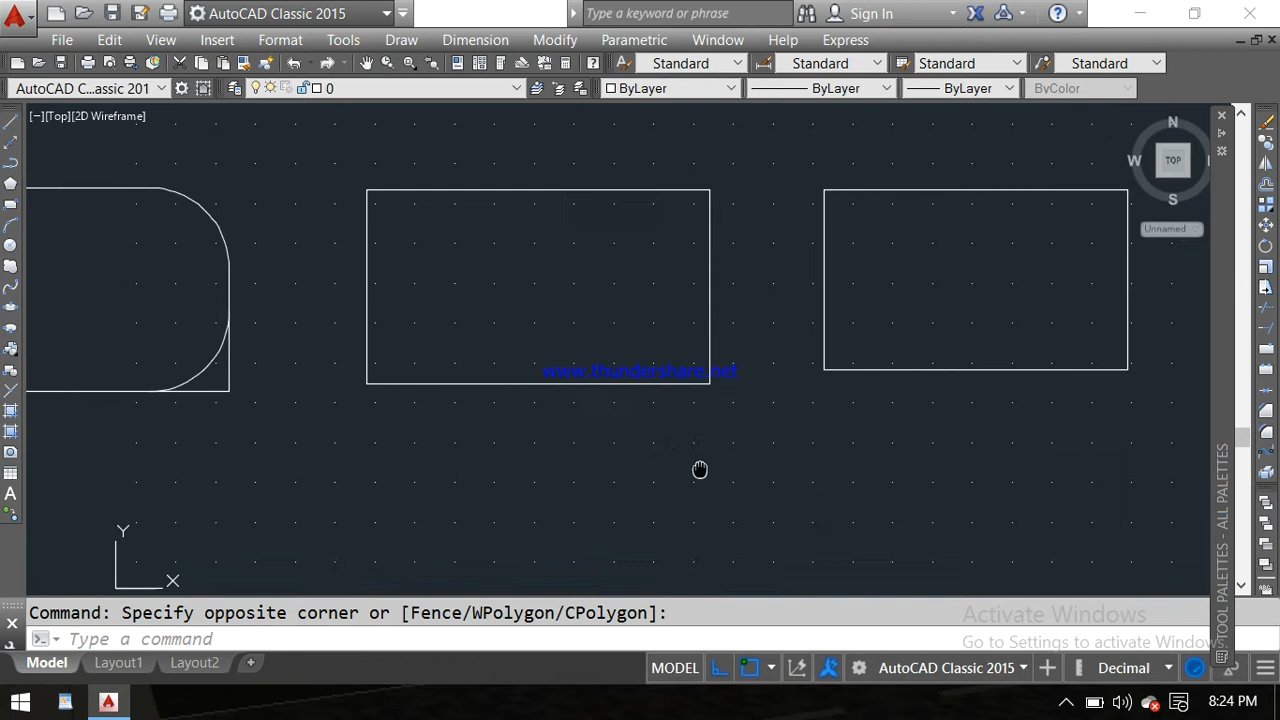 AutoCAD Classic 2015
Type a keyword or phrase
Sign In
File Edit View Insert Format Tools Draw Dimension Modify Parametric Window Help Express
Standard Standard Standard Standard
AutoCAD C...assic 201 0 ByLayer ByLayer ByLayer ByColor
[−][Top][2D Wireframe]
N
W TOP
S
Unnamed
www.thundershare.net
Y
X
TOOL PALETTES - ALL PALETTES
Command: Specify opposite corner or [Fence/WPolygon/CPolygon]:
Type a command
Activate Windows
Go to Settings to activate Windows.
Model Layout1 Layout2
MODEL AutoCAD Classic 2015 Decimal
8:24 PM